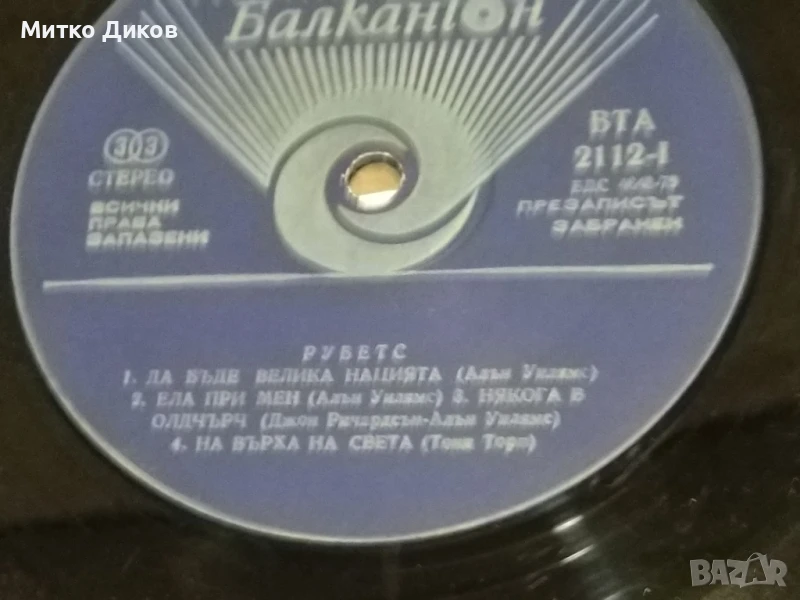 Митко Диков
Балкантон
33
СТЕРЕО
ВСИЧКИ
ПРАВА
ЗАПАЗЕНИ
ВТА
2112-I
ПРЕЗАПИСЪТ
ЗАБРАНЕН
РУБЕТС
1. ДА БЪДЕ ВЕЛИКА НАЦИЯТА (Алън Уилямс)
2. ЕЛА ПРИ МЕН (Алън Уилямс) 3. НЯКОГА В
ОЛДЧЪРЧ (Джон Ричардсън-Алън Уилямс)
4. НА ВЪРХА НА СВЕТА (Тони Торп)
BAZAR